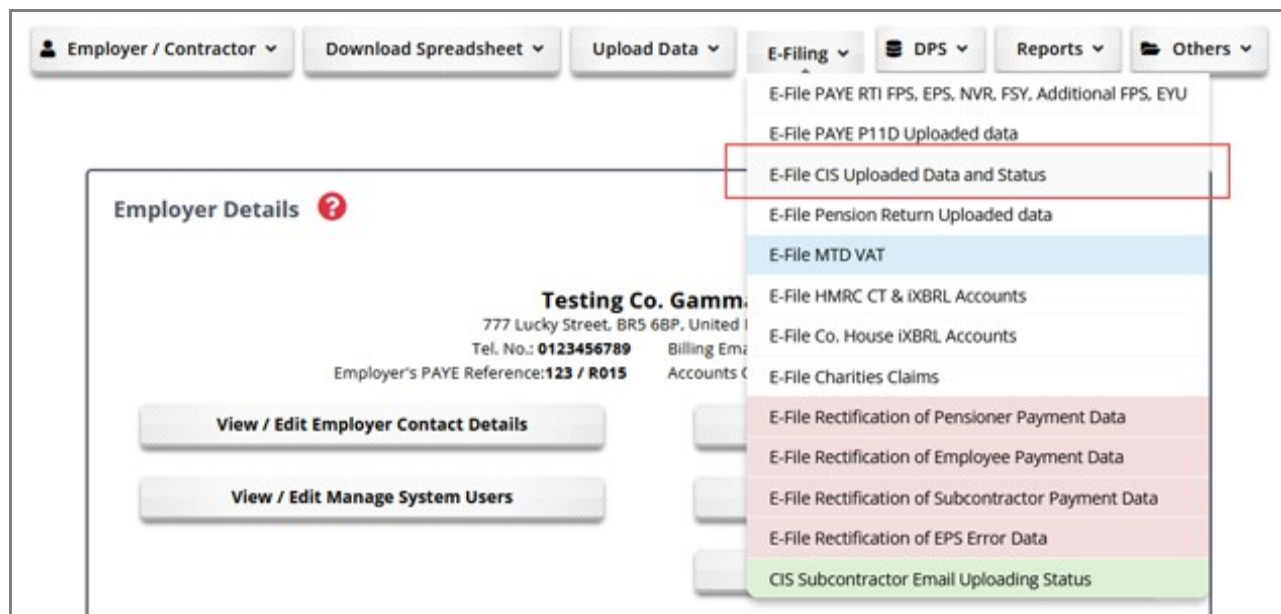 Employer / Contractor
Download Spreadsheet
Upload Data
E-Filing
DPS
Reports
Others
E-File PAYE RTI FPS, EPS, NVR, FSY, Additional FPS, EYU
E-File PAYE P11D Uploaded data
E-File CIS Uploaded Data and Status
E-File Pension Return Uploaded data
E-File MTD VAT
E-File HMRC CT & iXBRL Accounts
E-File Co. House iXBRL Accounts
E-File Charities Claims
E-File Rectification of Pensioner Payment Data
E-File Rectification of Employee Payment Data
E-File Rectification of Subcontractor Payment Data
E-File Rectification of EPS Error Data
CIS Subcontractor Email Uploading Status
Employer Details ?
Testing Co. Gamma
777 Lucky Street, BR5 6BP, United
Tel. No.: 0123456789 Billing
Employer's PAYE Reference:123 / R015 Accounts
View / Edit Employer Contact Details
View / Edit Manage System Users